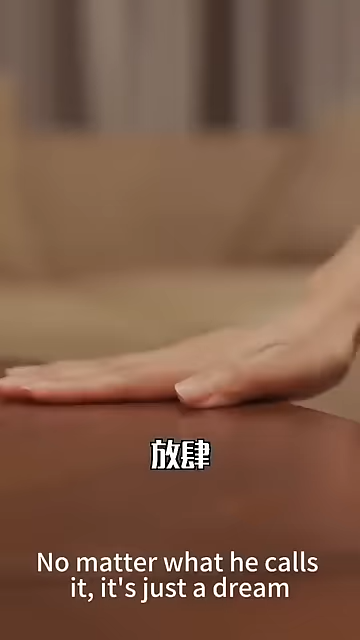 放肆
No matter what he calls
it, it's just a dream